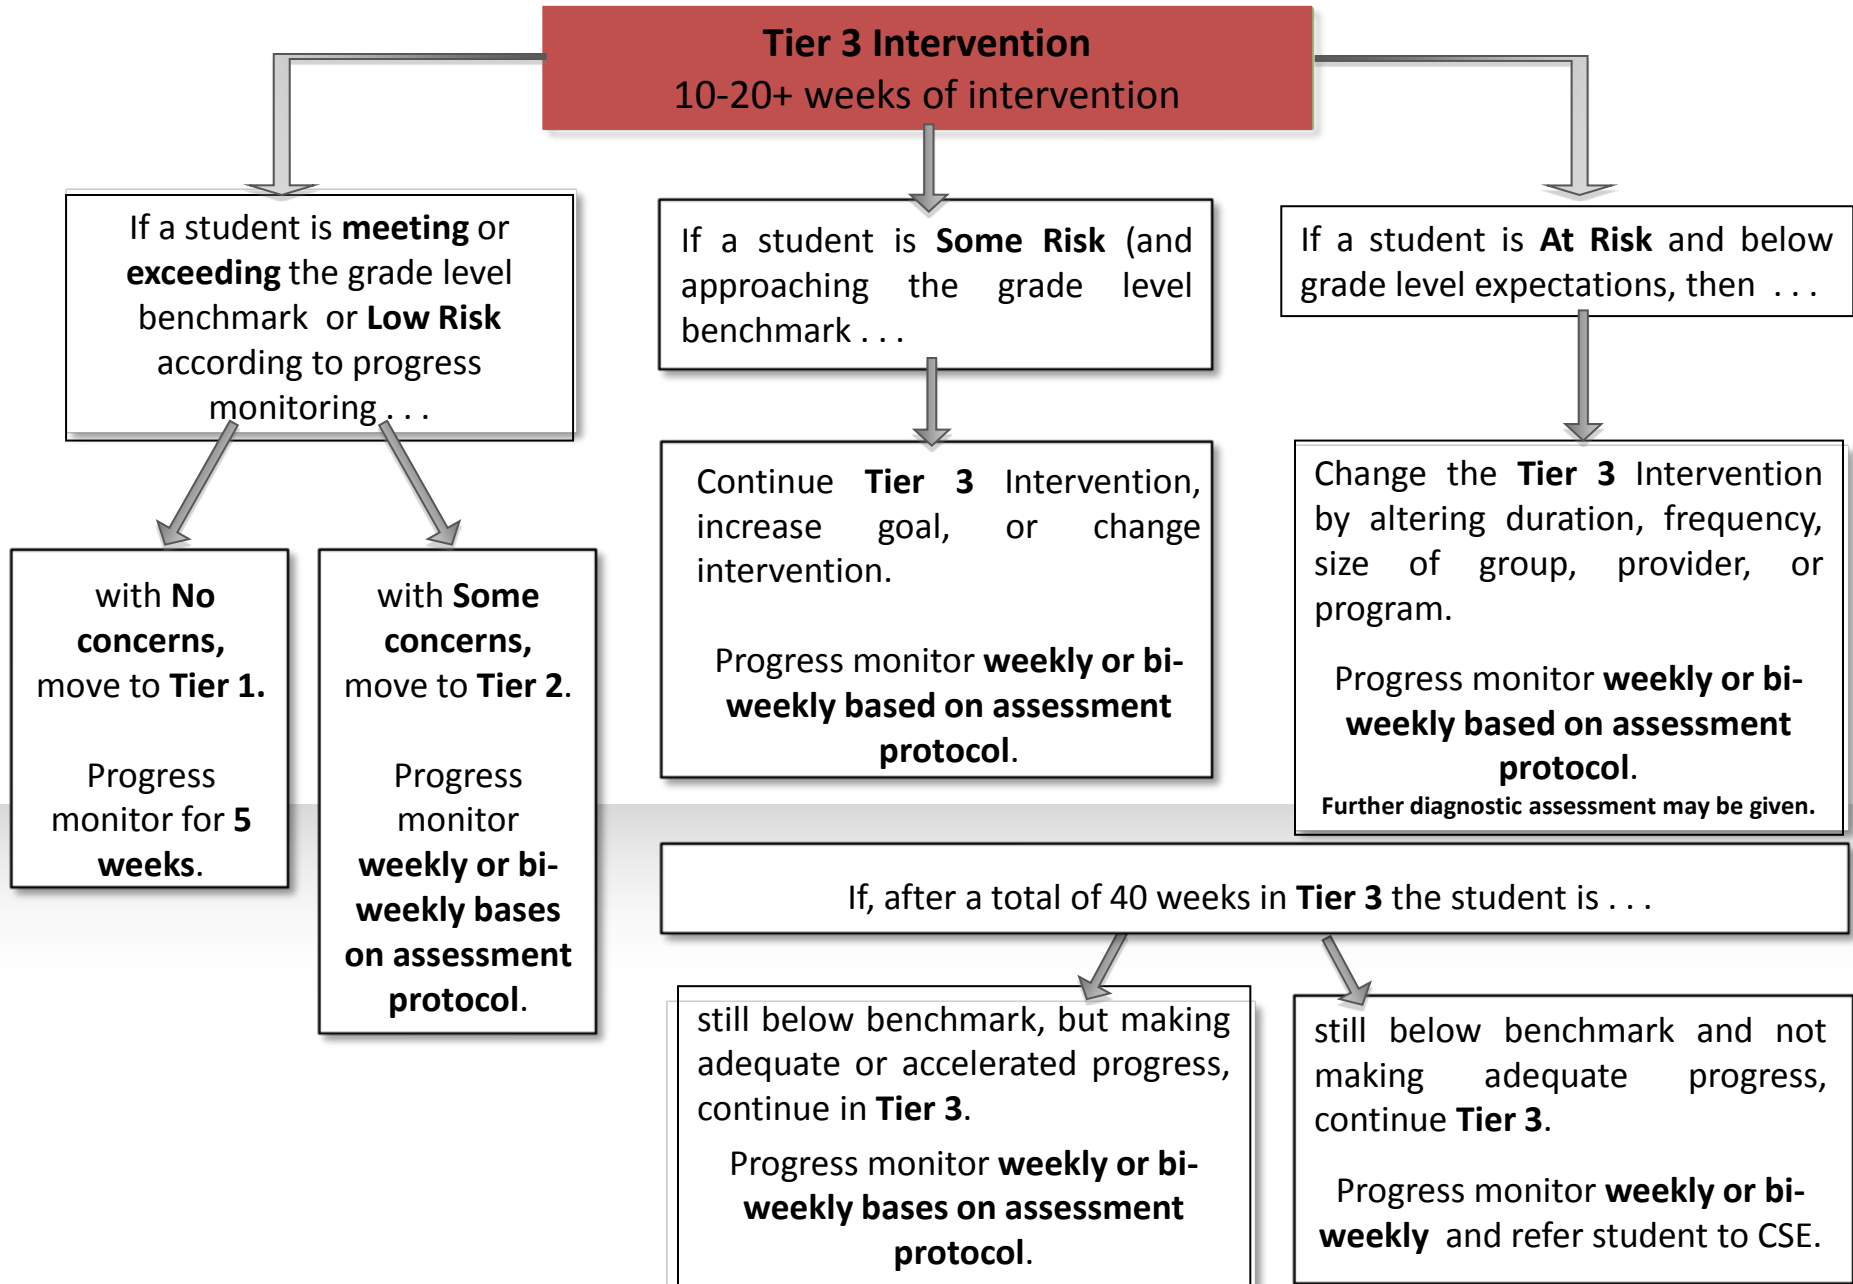 Tier 3 Intervention
10-20+ weeks of intervention
If a student is meeting or
exceeding the grade level
benchmark or Low Risk
according to progress
monitoring . . .
If a student is Some Risk (and
approaching the grade level
benchmark . . .
If a student is At Risk and below
grade level expectations, then . . .
with No
concerns,
move to Tier 1.
Progress
monitor for 5
weeks.
with Some
concerns,
move to Tier 2.
Progress
monitor
weekly or bi-
weekly bases
on assessment
protocol.
Continue Tier 3 Intervention,
increase goal, or change
intervention.
Progress monitor weekly or bi-
weekly based on assessment
protocol.
Change the Tier 3 Intervention
by altering duration, frequency,
size of group, provider, or
program.
Progress monitor weekly or bi-
weekly based on assessment
protocol.
Further diagnostic assessment may be given.
If, after a total of 40 weeks in Tier 3 the student is . . .
still below benchmark, but making
adequate or accelerated progress,
continue in Tier 3.
Progress monitor weekly or bi-
weekly bases on assessment
protocol.
still below benchmark and not
making adequate progress,
continue Tier 3.
Progress monitor weekly or bi-
weekly and refer student to CSE.